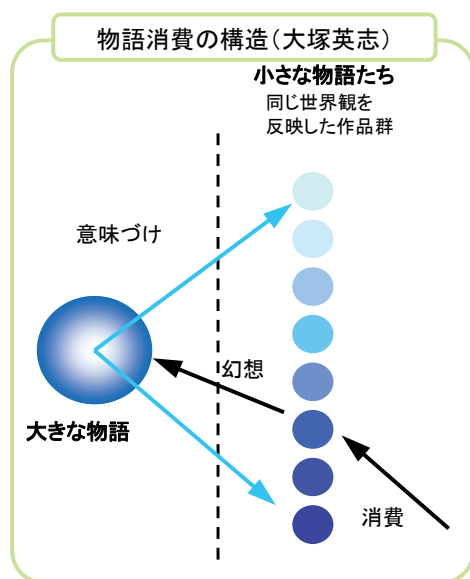 物語消費の構造(大塚英志)
小さな物語たち
同じ世界観を
反映した作品群
意味づけ
幻想
大きな物語
消費